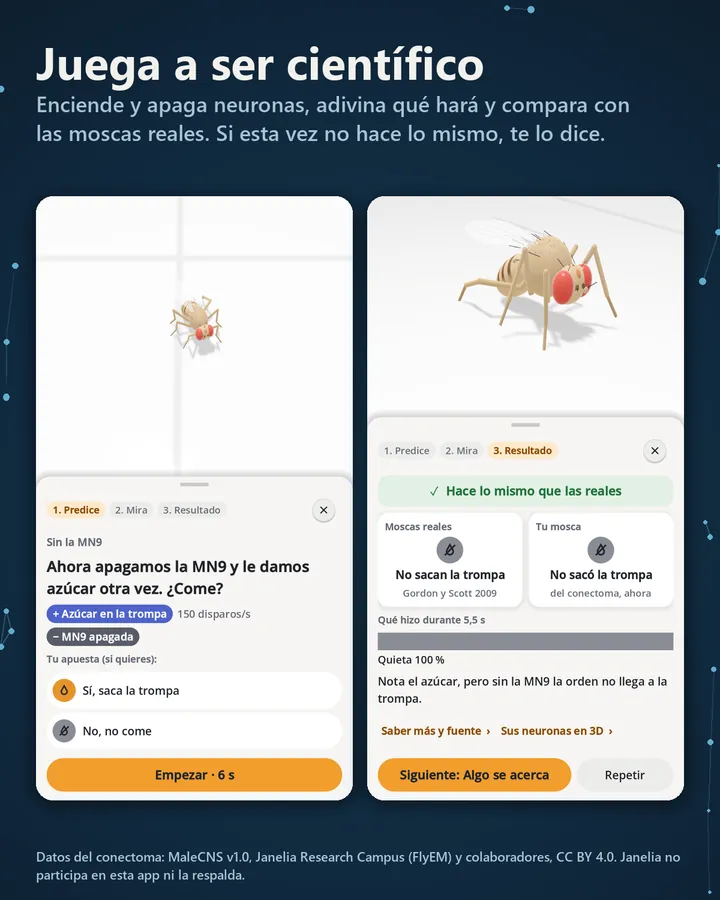 Juega a ser científico
Enciende y apaga neuronas, adivina qué hará y compara con
las moscas reales. Si esta vez no hace lo mismo, te lo dice.
1. Predice
2. Mira
3. Resultado
✕
Sin la MN9
Ahora apagamos la MN9 y le damos
azúcar otra vez. ¿Come?
+ Azúcar en la trompa 150 disparos/s
− MN9 apagada
Tu apuesta (si quieres):
Sí, saca la trompa
No, no come
Empezar · 6 s
1. Predice
2. Mira
3. Resultado
✕
✓ Hace lo mismo que las reales
Moscas reales
No sacan la trompa
Gordon y Scott 2009
Tu mosca
No sacó la trompa
del conectoma, ahora
Qué hizo durante 5,5 s
Quieta 100 %
Nota el azúcar, pero sin la MN9 la orden no llega a la
trompa.
Saber más y fuente ›
Sus neuronas en 3D ›
Siguiente: Algo se acerca
Repetir
Datos del conectoma: MaleCNS v1.0, Janelia Research Campus (FlyEM) y colaboradores, CC BY 4.0. Janelia no
participa en esta app ni la respalda.